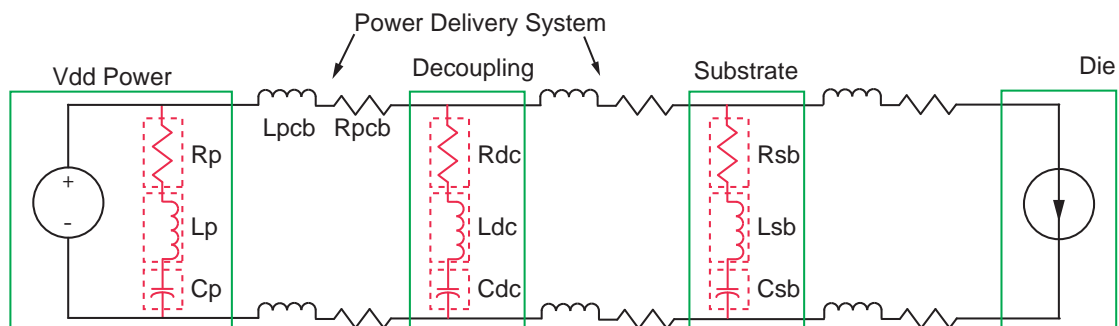 Power Delivery System
Vdd Power
Decoupling
Substrate
Die
Lpcb
Rpcb
Rp
Rdc
Rsb
+
-
Lp
Ldc
Lsb
Cp
Cdc
Csb